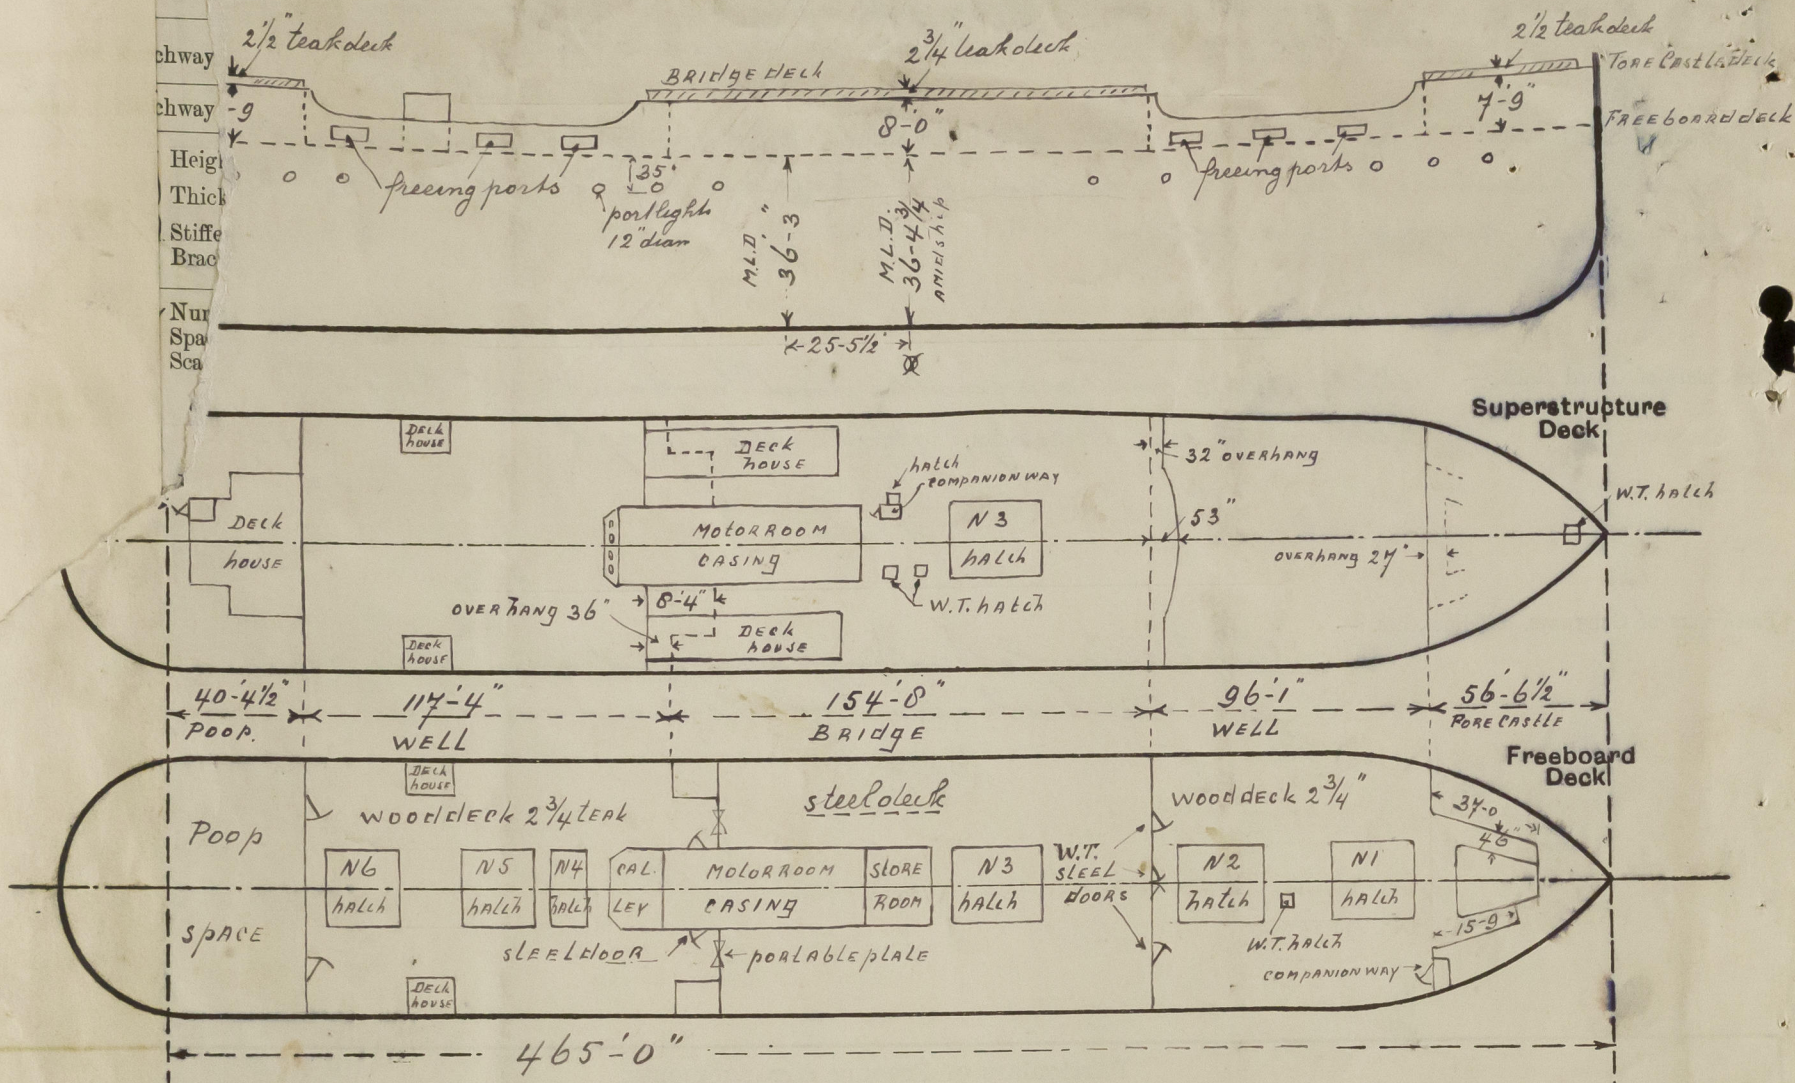 2½" teak deck
2¾" teak deck
2½ teak deck
BRIDGE DECK
FORE CASTLE DECK
chway
chway
-9
8-0"
7'-9"
FREEBOARD DECK
Heig
Thick
Stiffe
Brac
Nur
Spa
Sca
freeing ports
35"
portlights
12" diam
freeing ports
M.L.D.
36-3"
M.L.D.
36-4¾
AMIDSHIP
25-5½
Superstructure
Deck
DECK
HOUSE
DECK
HOUSE
32" OVERHANG
hatch
COMPANION WAY
W.T. hatch
DECK
HOUSE
MOTORROOM
CASING
N 3
hatch
53"
OVERHANG 27"
OVERHANG 36"
8'-4"
W.T. hatch
DECK
HOUSE
DECK
HOUSE
40'-4½"
117'-4"
154'-8"
96'-1"
56'-6½"
POOP.
WELL
BRIDGE
WELL
FORE CASTLE
Freeboard
Deck
DECK
HOUSE
WOOD DECK 2¾ TEAK
steel deck
WOOD DECK 2¾"
37-0
46"
POOP
SPACE
N6
hatch
N5
hatch
N4
hatch
CAL.
LEY
MOTORROOM
CASING
STORE
ROOM
N3
hatch
W.T.
STEEL
DOORS
N2
hatch
N1
hatch
15-9
W.T. HATCH
STEEL DOOR
PORTABLE PLATE
COMPANION WAY
DECK
HOUSE
465'-0"